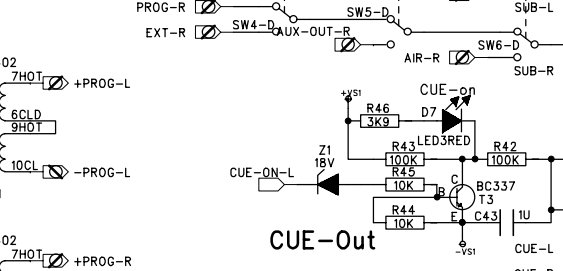 PROG-R
SW5-D
SUB-L
EXT-R
SW4-D
AUX-OUT-R
SW6-D
AIR-R
SUB-R
02
7HOT
+PROG-L
6CLD
9HOT
10CL
-PROG-L
CUE-on
+VS1
R46
3K9
D7
LED3RED
Z1
18V
R43
100K
R42
100K
CUE-ON-L
R45
10K
C
B
E
BC337
T3
R44
10K
C43
1U
-VS1
CUE-Out
CUE-L
02
7HOT
+PROG-R
CUE-R